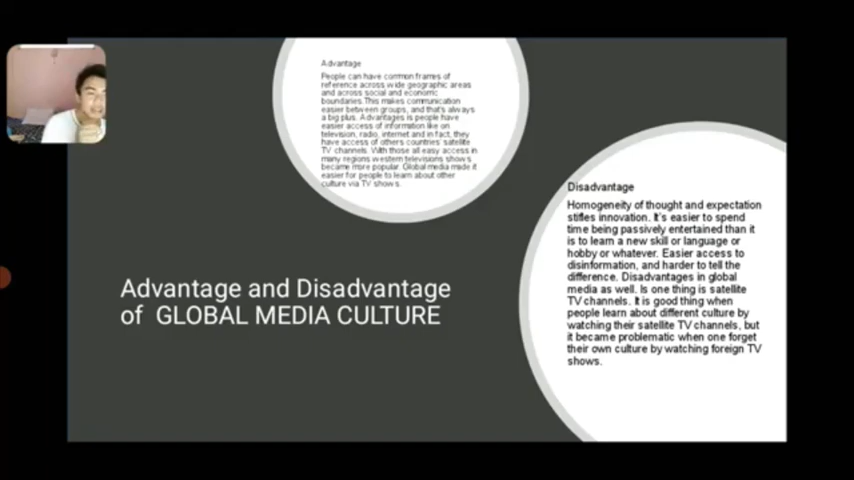 Advantage
People can have common frames of
reference across wide geographic areas
and across social and economic
boundaries.This makes communication
easier between groups, and that's always
a big plus. Advantages is people have
easier access of information like on
television, radio, internet and in fact, they
have access of others countries' satellite
TV channels. With those all easy access in
many regions western televisions shows
became more popular. Global media made it
easier for people to learn about other
culture via TV shows.
Disadvantage
Homogeneity of thought and expectation
stifles innovation. It's easier to spend
time being passively entertained than it
is to learn a new skill or language or
hobby or whatever. Easier access to
disinformation, and harder to tell the
difference. Disadvantages in global
media as well. Is one thing is satellite
TV channels. It is good thing when
people learn about different culture by
watching their satellite TV channels, but
it became problematic when one forget
their own culture by watching foreign TV
shows.
Advantage and Disadvantage
of GLOBAL MEDIA CULTURE